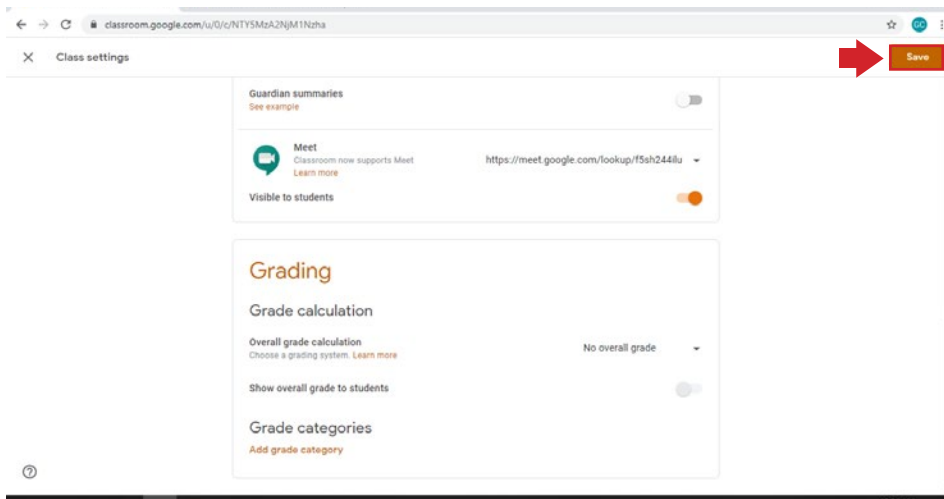 classroom.google.com/u/0/c/NTY5MzA2NjM1Nzha
GC
Class settings
Save
Guardian summaries
See example
Meet
Classroom now supports Meet
Learn more
https://meet.google.com/lookup/f5sh244ilu
Visible to students
Grading
Grade calculation
Overall grade calculation
Choose a grading system. Learn more
No overall grade
Show overall grade to students
Grade categories
Add grade category